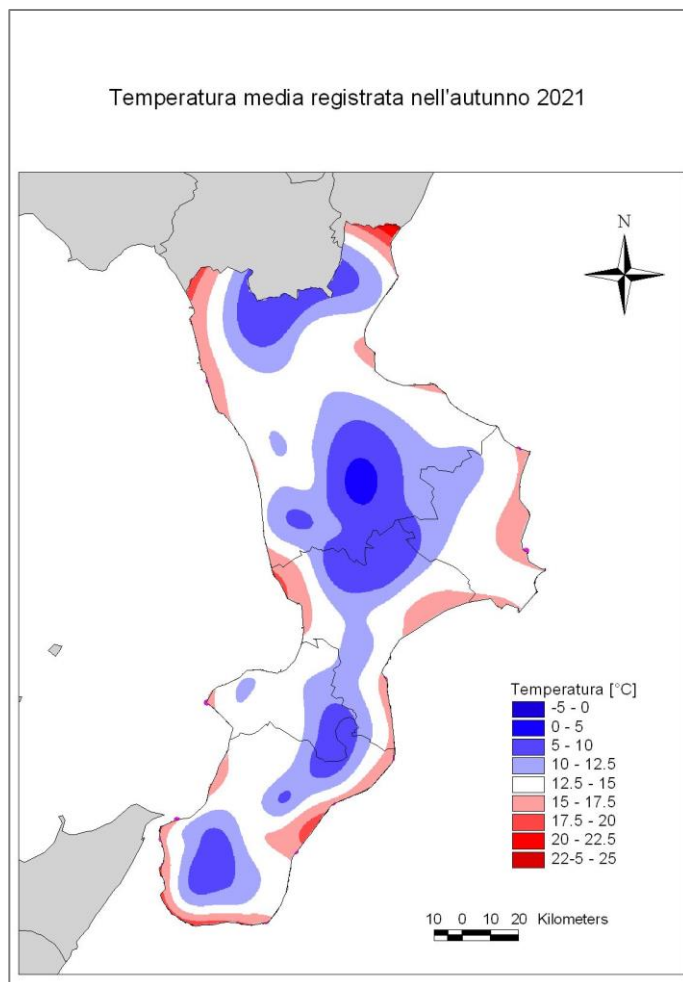 Temperatura media registrata nell'autunno 2021
N
Temperatura [°C]
-5 - 0
0 - 5
5 - 10
10 - 12.5
12.5 - 15
15 - 17.5
17.5 - 20
20 - 22.5
22-5 - 25
10 0 10 20 Kilometers